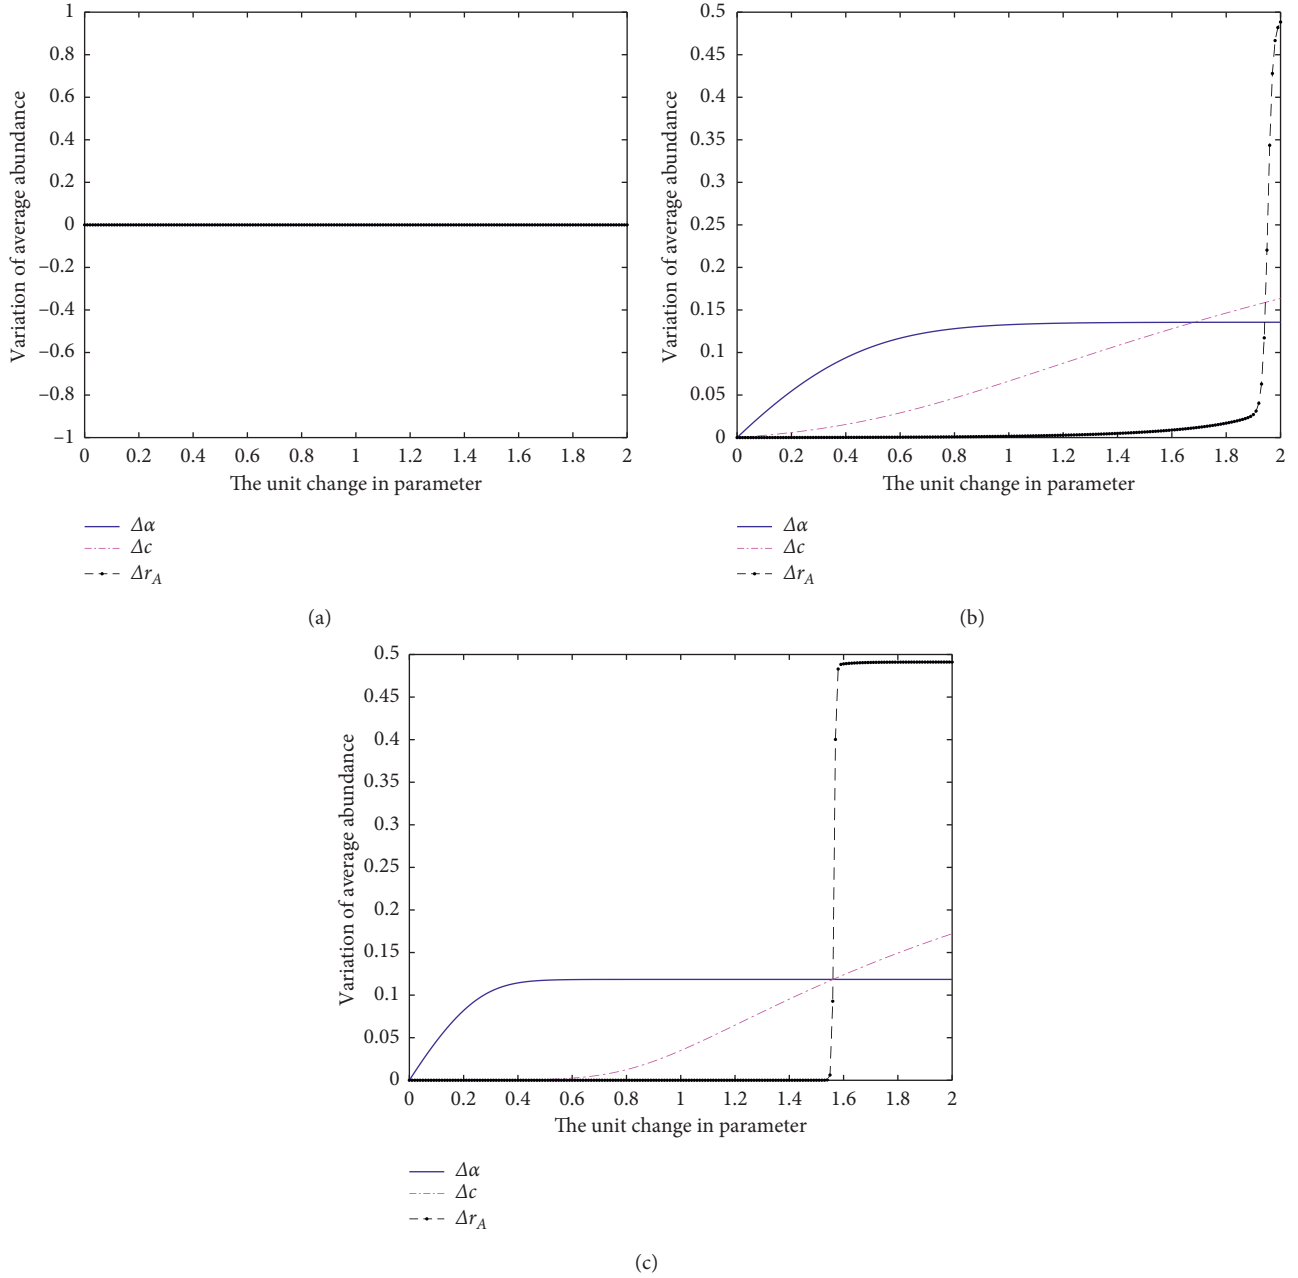 1
0.8
0.6
0.4
0.2
0
–0.2
–0.4
–0.6
–0.8
–1
Variation of average abundance
0 0.2 0.4 0.6 0.8 1 1.2 1.4 1.6 1.8 2
The unit change in parameter
Δα
Δc
Δr_A
(a)
0.5
0.45
0.4
0.35
0.3
0.25
0.2
0.15
0.1
0.05
0
Variation of average abundance
0 0.2 0.4 0.6 0.8 1 1.2 1.4 1.6 1.8 2
The unit change in parameter
Δα
Δc
Δr_A
(b)
0.5
0.45
0.4
0.35
0.3
0.25
0.2
0.15
0.1
0.05
0
Variation of average abundance
0 0.2 0.4 0.6 0.8 1 1.2 1.4 1.6 1.8 2
The unit change in parameter
Δα
Δc
Δr_A
(c)